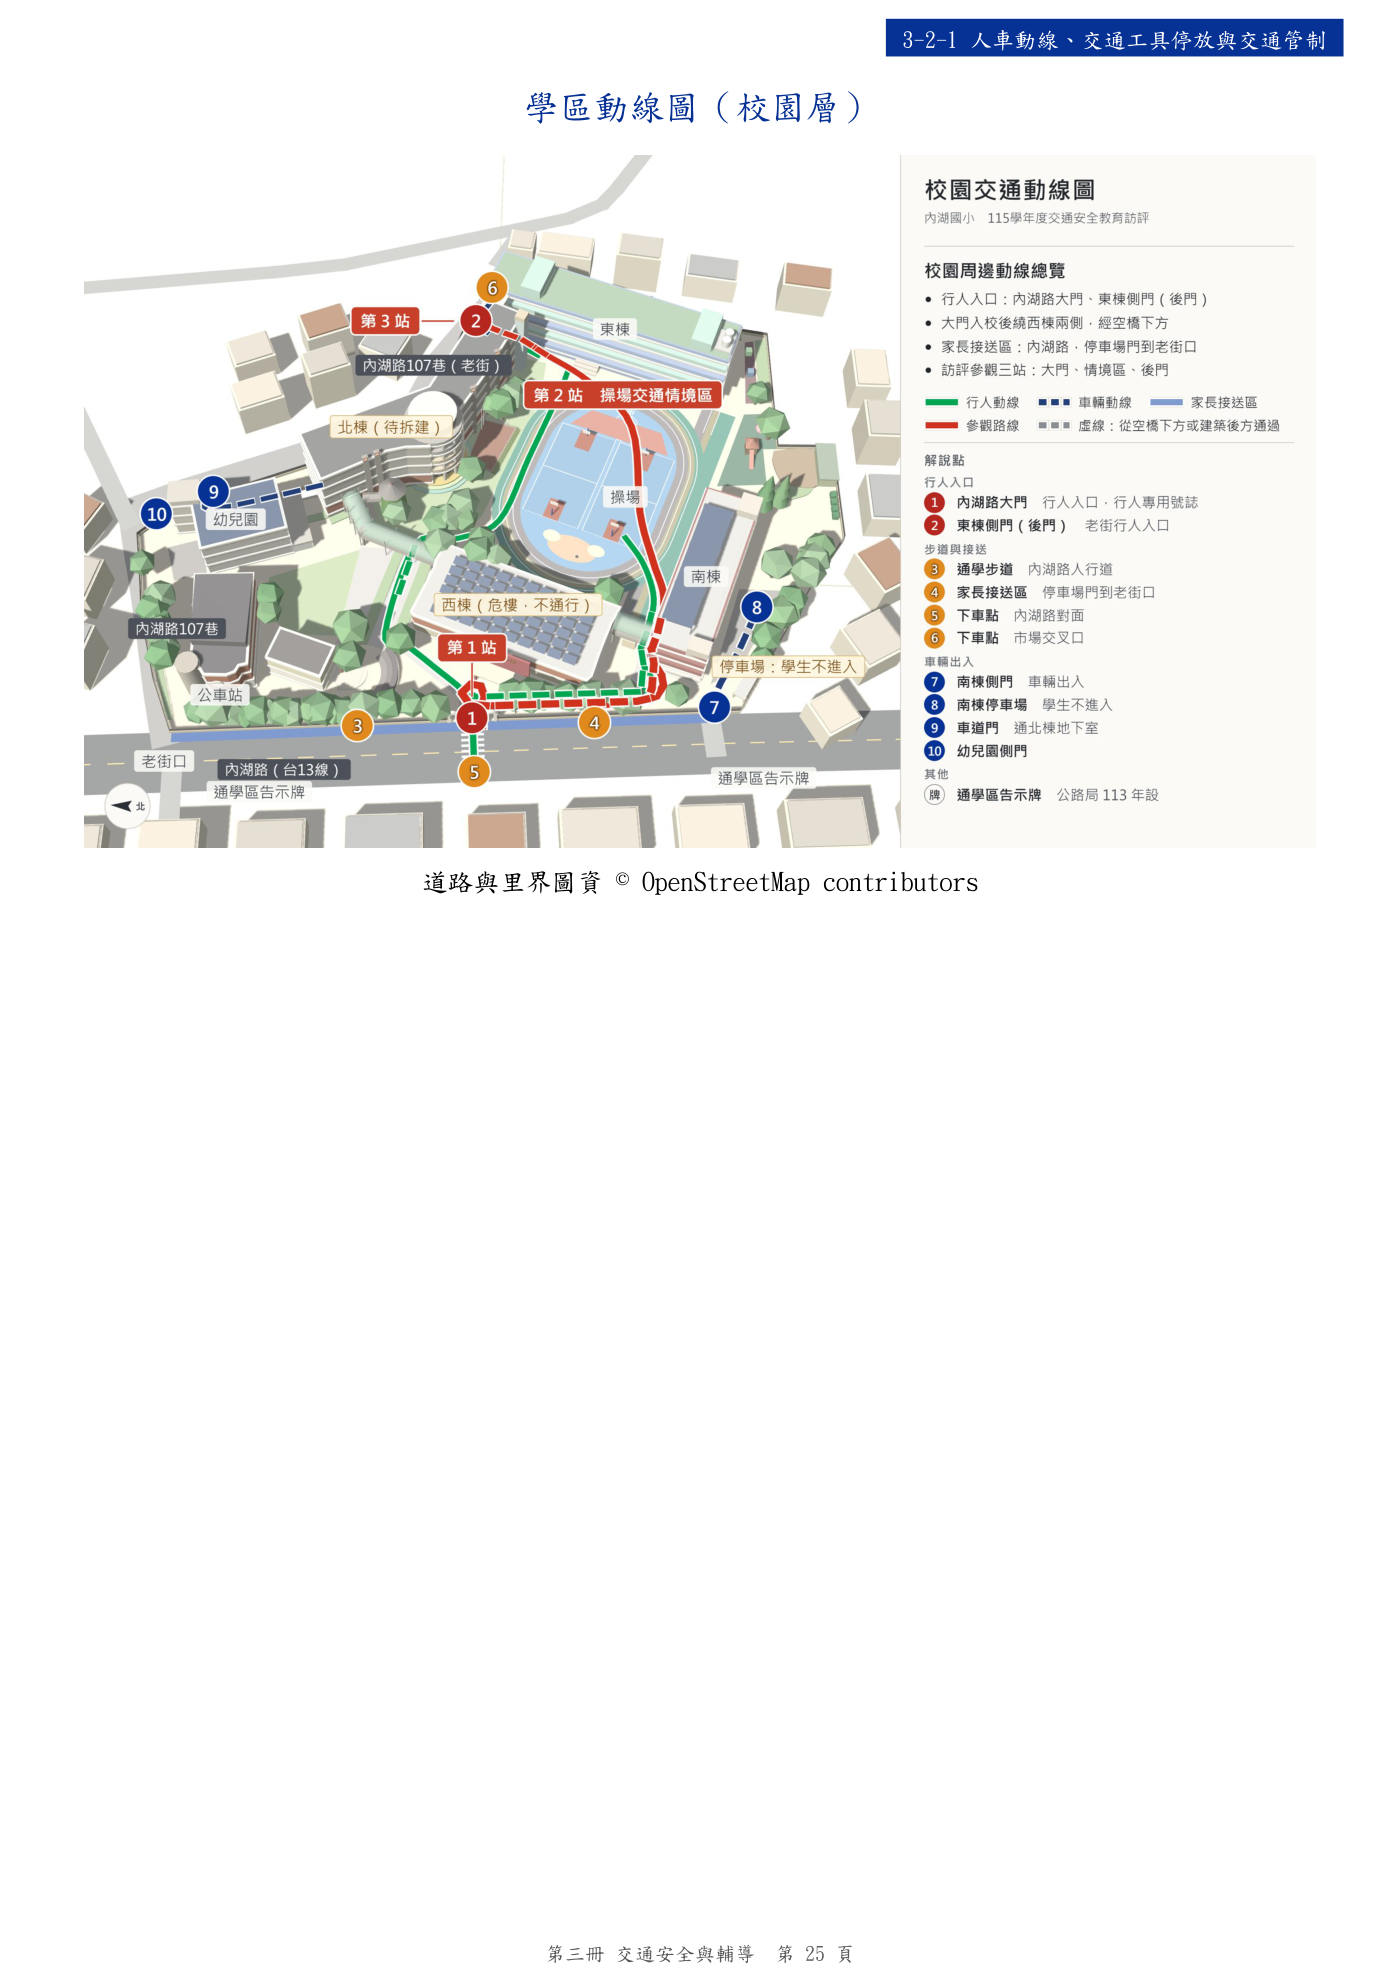 3-2-1 人車動線、交通工具停放與交通管制
學區動線圖（校園層）
校園交通動線圖
內湖國小 115學年度交通安全教育訪評
校園周邊動線總覽
• 行人入口：內湖路大門、東棟側門（後門）
• 大門入校後繞西棟兩側，經空橋下方
• 家長接送區：內湖路，停車場門到老街口
• 訪評參觀三站：大門、情境區、後門
行人動線 車輛動線 家長接送區
參觀路線 虛線：從空橋下方或建築後方通過
解說點
行人入口
1 內湖路大門 行人入口，行人專用號誌
2 東棟側門（後門） 老街行人入口
步道與接送
3 通學步道 內湖路人行道
4 家長接送區 停車場門到老街口
5 下車點 內湖路對面
6 下車點 市場交叉口
車輛出入
7 南棟側門 車輛出入
8 南棟停車場 學生不進入
9 車道門 通北棟地下室
10 幼兒園側門
其他
牌 通學區告示牌 公路局 113 年設
6
第 3 站
2
東棟
內湖路107巷（老街）
第 2 站 操場交通情境區
北棟（待拆建）
9
10
幼兒園
操場
南棟
西棟（危樓，不通行）
8
內湖路107巷
第 1 站
停車場：學生不進入
公車站
7
1
3
4
老街口
內湖路（台13線）
5
通學區告示牌
通學區告示牌
北
道路與里界圖資 © OpenStreetMap contributors
第三冊 交通安全與輔導 第 25 頁